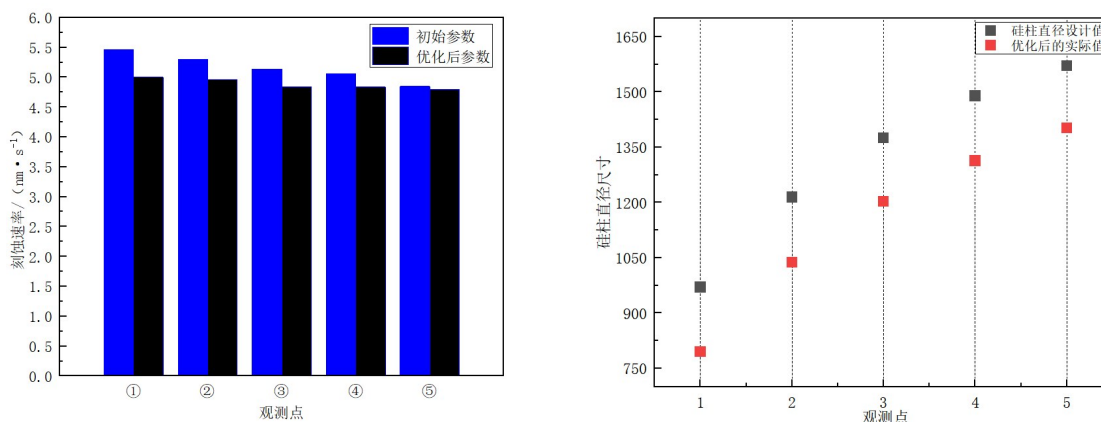 6.0
5.5
5.0
4.5
4.0
3.5
3.0
2.5
2.0
1.5
1.0
0.5
0.0
刻蚀速率/(nm·s⁻¹)
初始参数
优化后参数
① ② ③ ④ ⑤
观测点
1650
1500
1350
1200
1050
900
750
硅柱直径尺寸
硅柱直径设计值
优化后的实际值
1 2 3 4 5
观测点